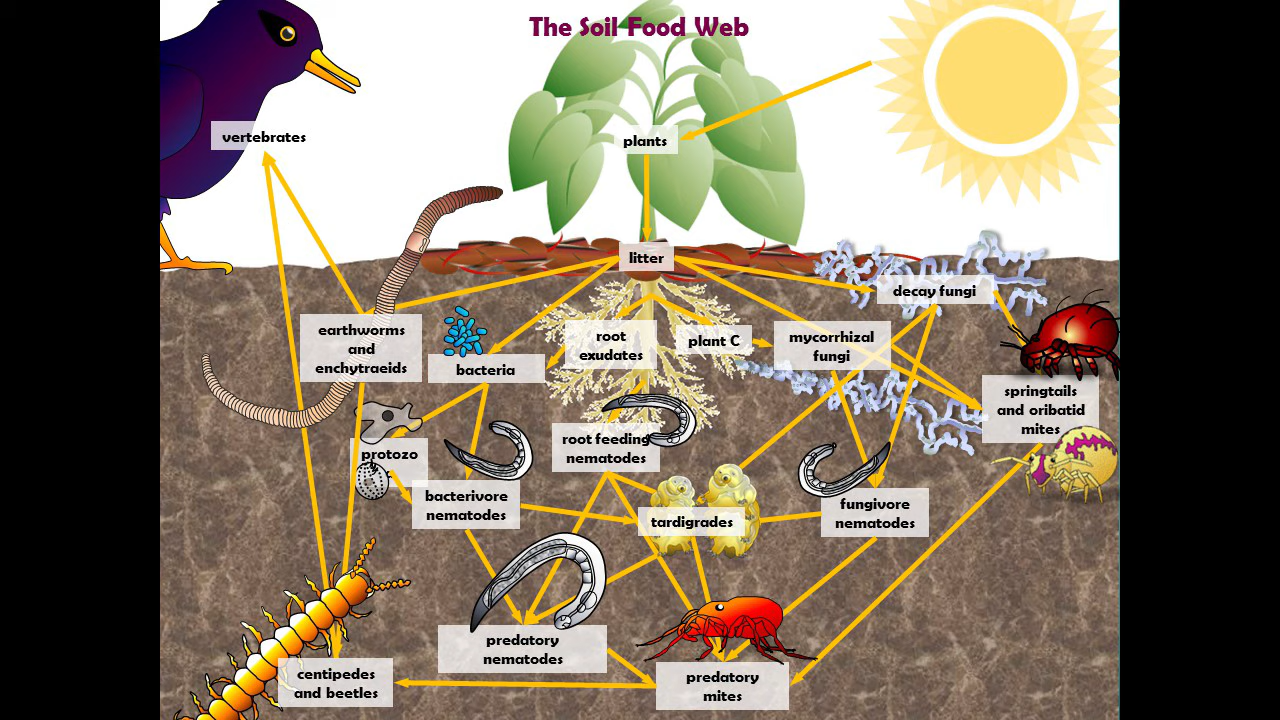 The Soil Food Web
vertebrates
plants
litter
decay fungi
earthworms
and
enchytraeids
bacteria
root
exudates
plant C
mycorrhizal
fungi
springtails
and oribatid
mites
protozo
root feeding
nematodes
bacterivore
nematodes
tardigrades
fungivore
nematodes
predatory
nematodes
centipedes
and beetles
predatory
mites